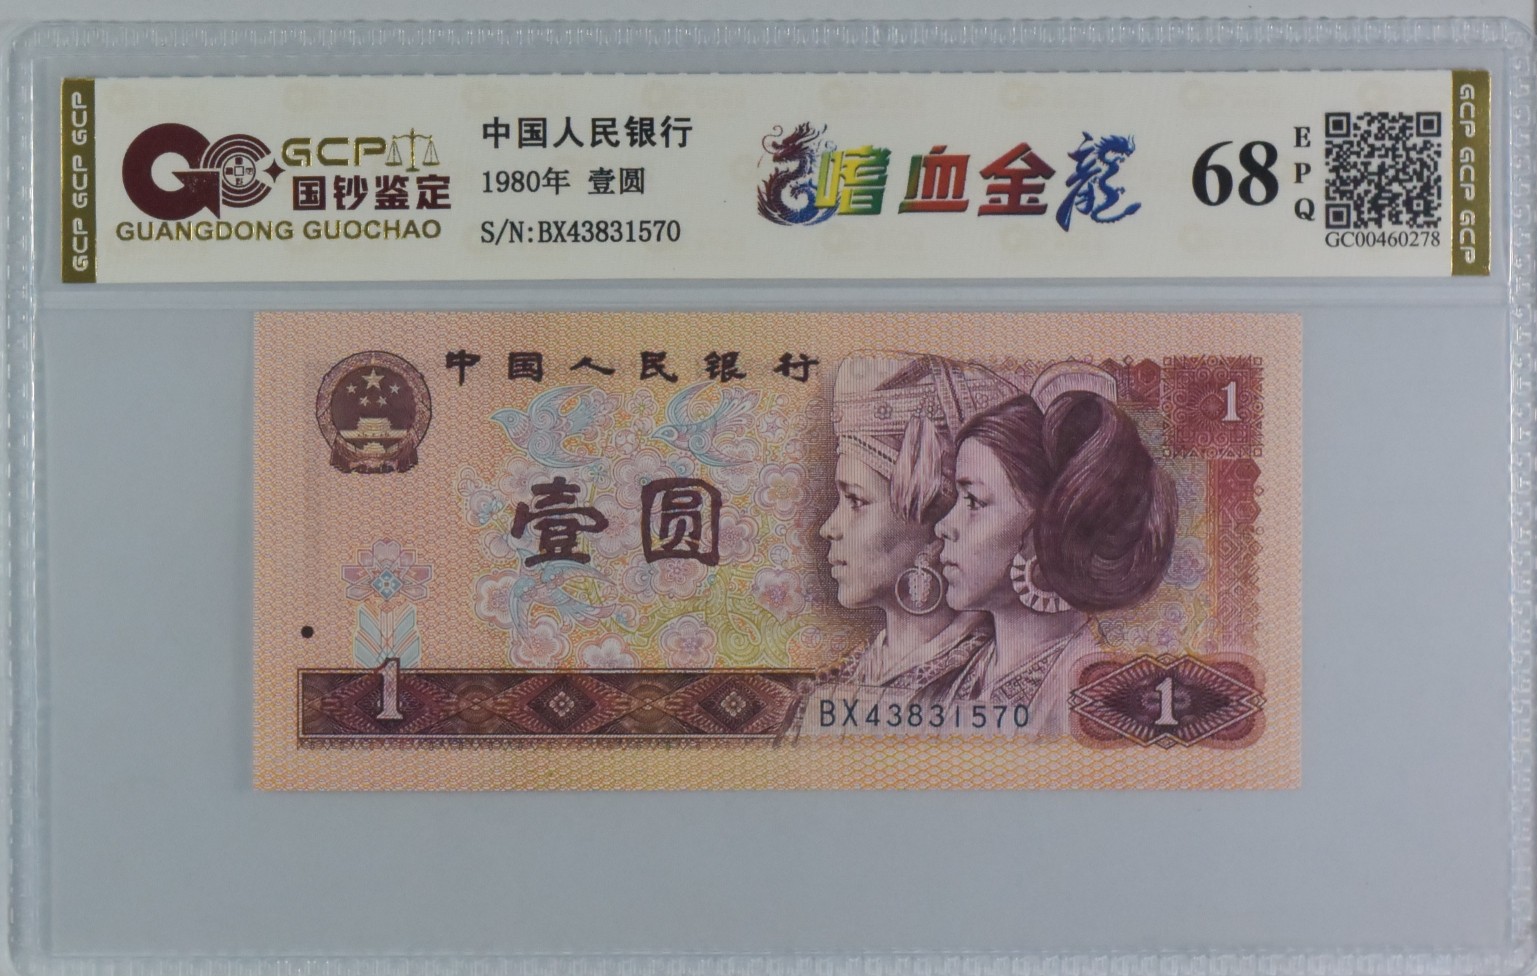 GCP GCP GCP
GCP
国钞鉴定
GUANGDONG GUOCHAO
中国人民银行
1980年 壹圆
S/N:BX43831570
嗜血金龍
68
EPQ
GC00460278
GCP GCP GCP
中国人民银行
1
壹圆
1
BX43831570
1